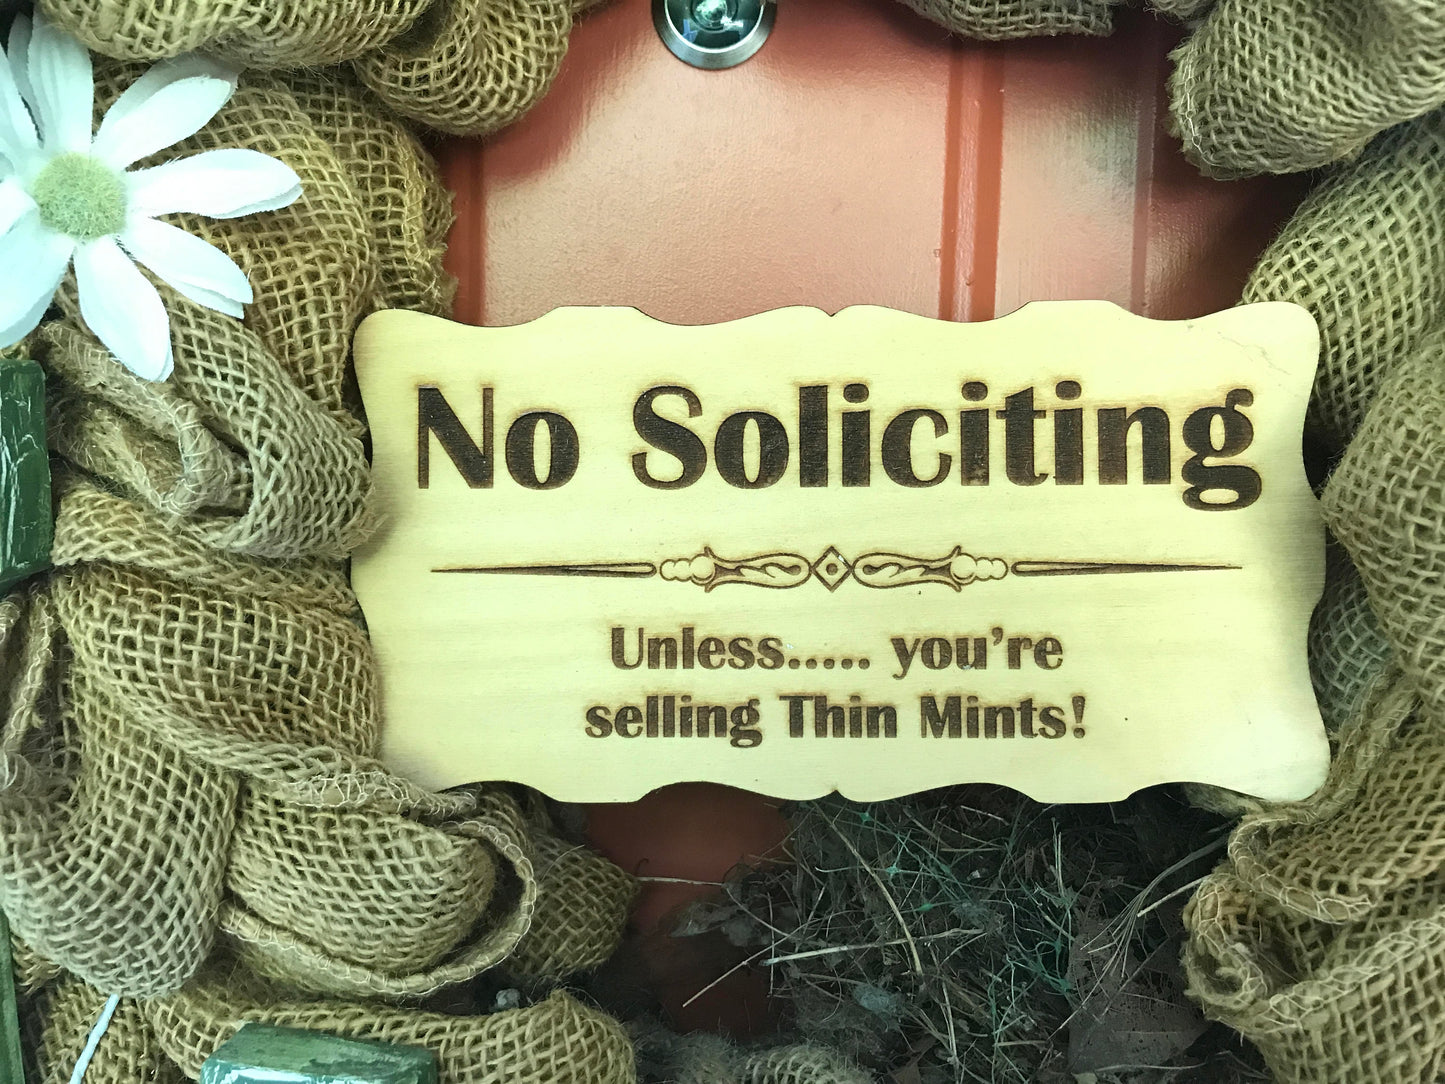 No Soliciting
Unless..... you're
selling Thin Mints!